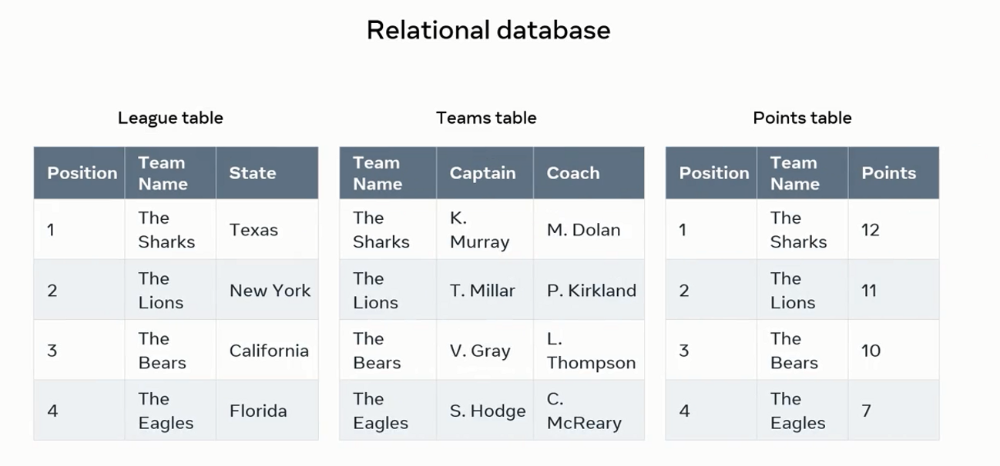 Relational database
League table
Position Team Name State
1 The Sharks Texas
2 The Lions New York
3 The Bears California
4 The Eagles Florida
Teams table
Team Name Captain Coach
The Sharks K. Murray M. Dolan
The Lions T. Millar P. Kirkland
The Bears V. Gray L. Thompson
The Eagles S. Hodge C. McReary
Points table
Position Team Name Points
1 The Sharks 12
2 The Lions 11
3 The Bears 10
4 The Eagles 7